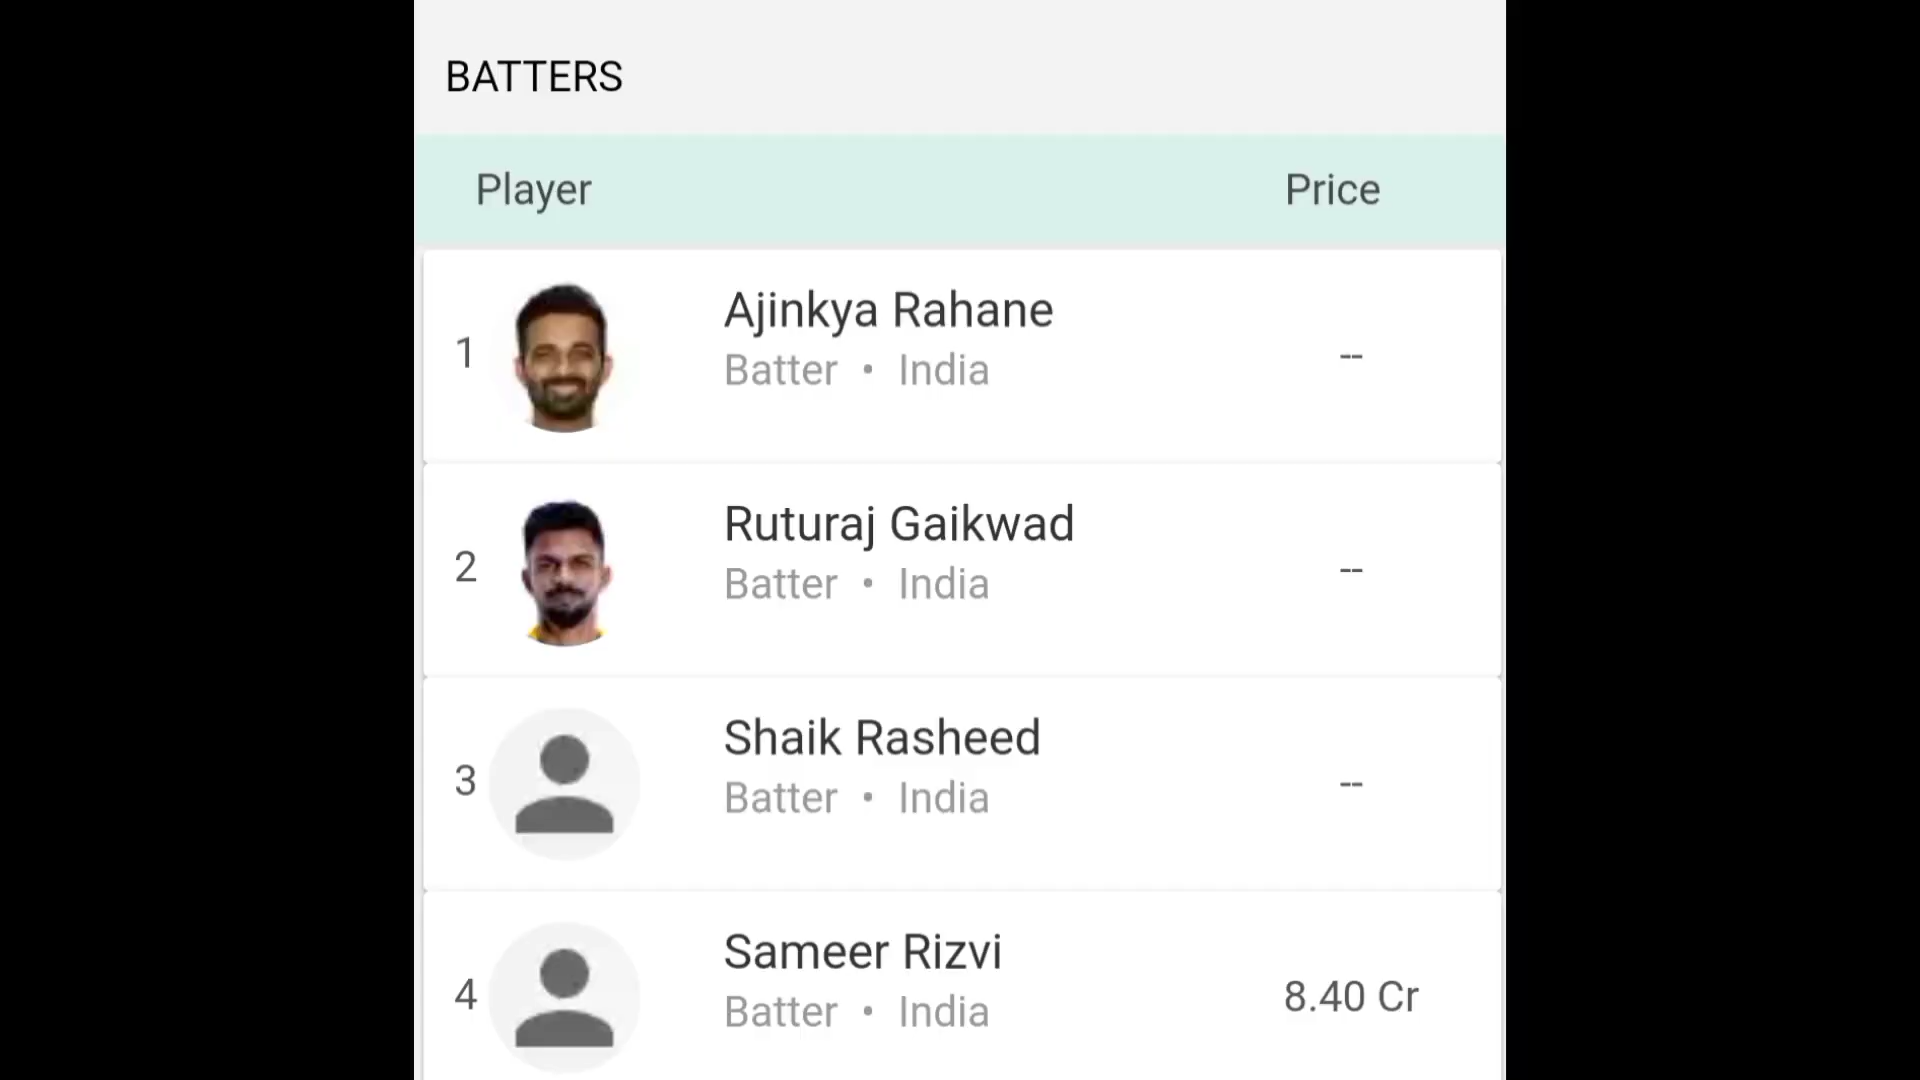 BATTERS
Player Price
1 Ajinkya Rahane --
Batter • India
2 Ruturaj Gaikwad --
Batter • India
3 Shaik Rasheed --
Batter • India
4 Sameer Rizvi 8.40 Cr
Batter • India